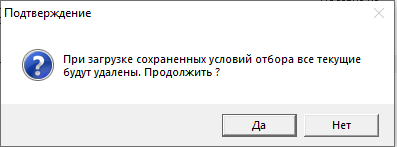 Подтверждение
При загрузке сохраненных условий отбора все текущие
будут удалены. Продолжить ?
Да
Нет